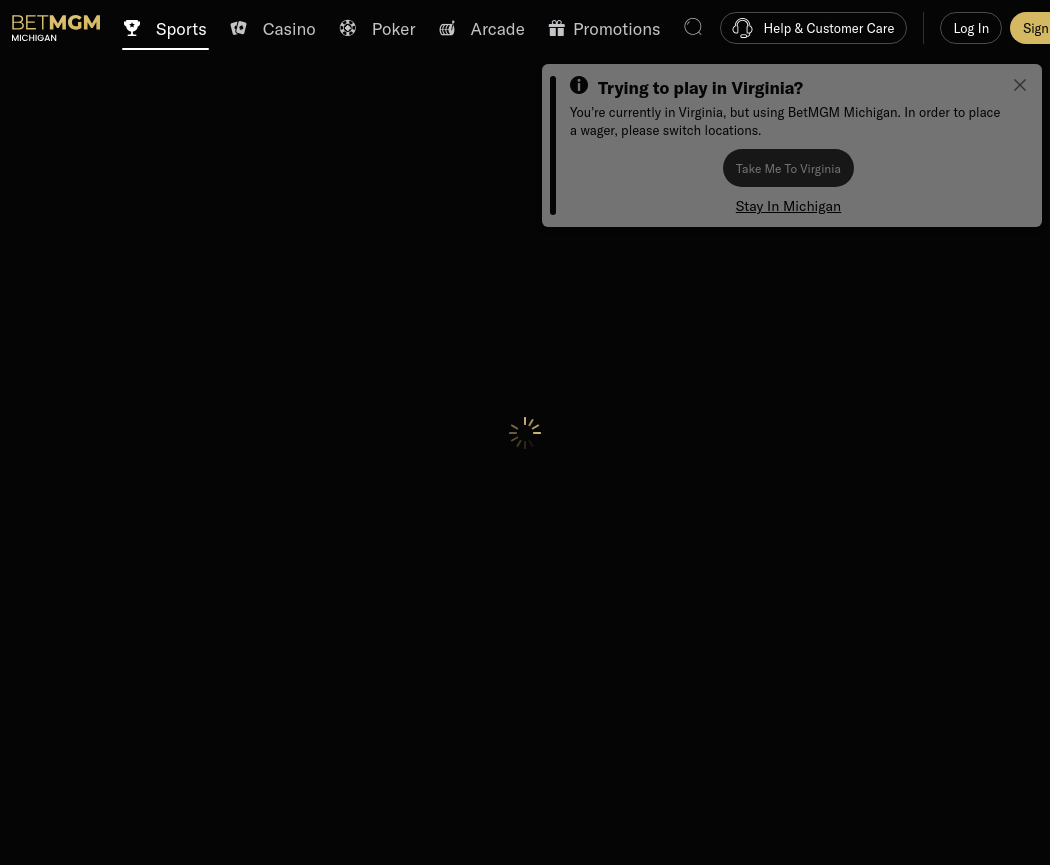 BETMGM
MICHIGAN
Sports
Casino
Poker
Arcade
Promotions
Help & Customer Care
Log In
Sign
Trying to play in Virginia?
You're currently in Virginia, but using BetMGM Michigan. In order to place
a wager, please switch locations.
Take Me To Virginia
Stay In Michigan